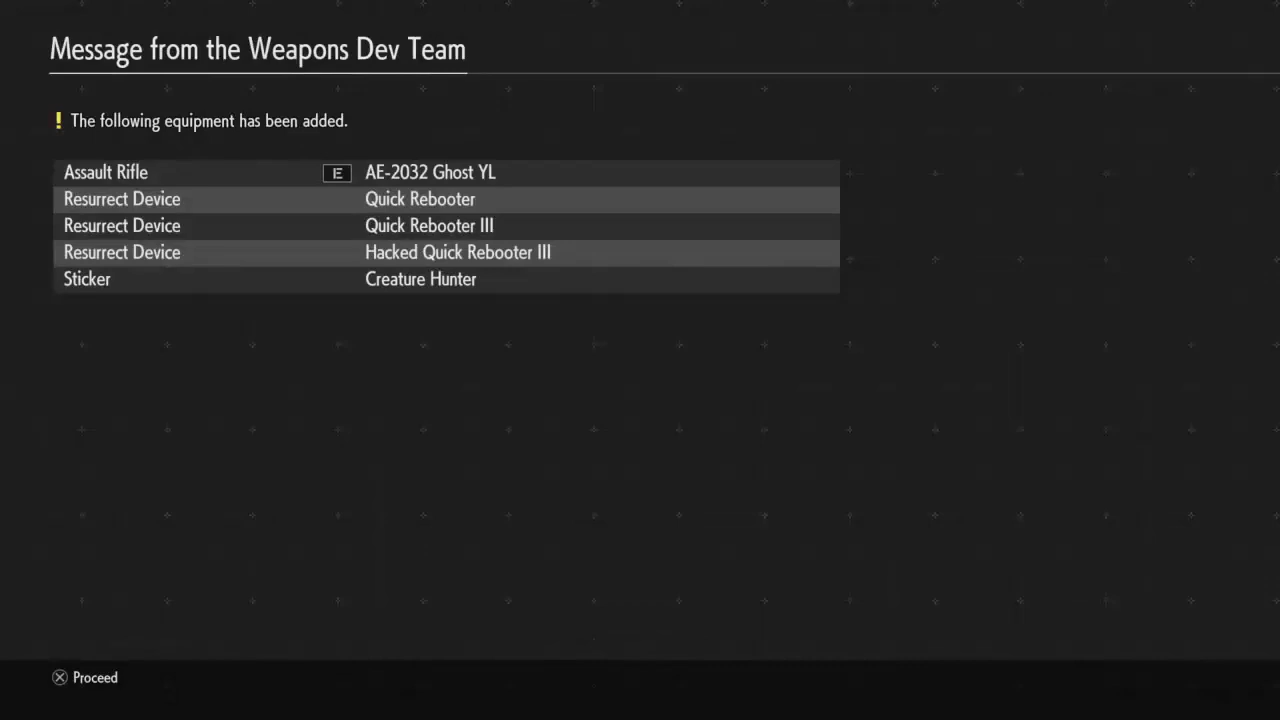 Message from the Weapons Dev Team
! The following equipment has been added.
Assault Rifle E AE-2032 Ghost YL
Resurrect Device Quick Rebooter
Resurrect Device Quick Rebooter III
Resurrect Device Hacked Quick Rebooter III
Sticker Creature Hunter
Proceed